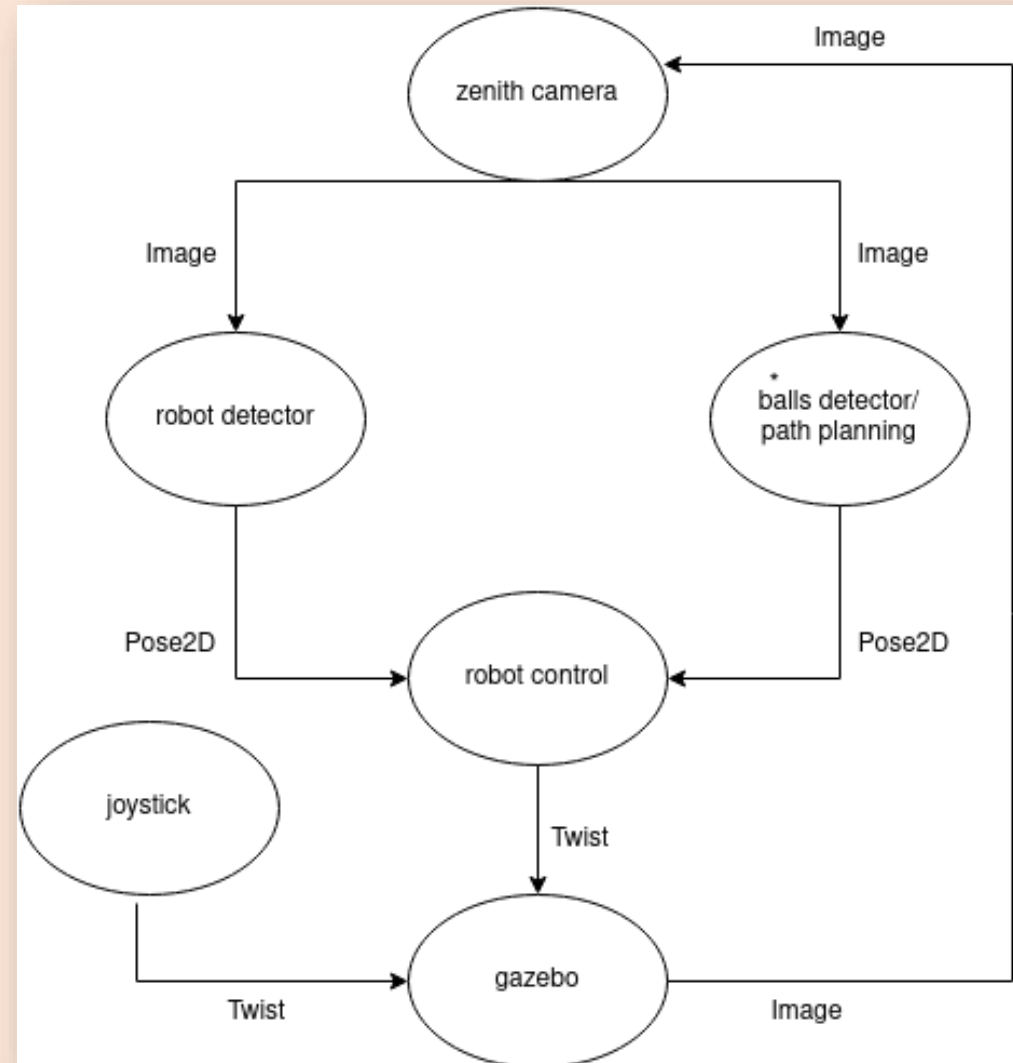 Image
zenith camera
Image
Image
robot detector
*
balls detector/
path planning
Pose2D
Pose2D
robot control
joystick
Twist
gazebo
Twist
Image